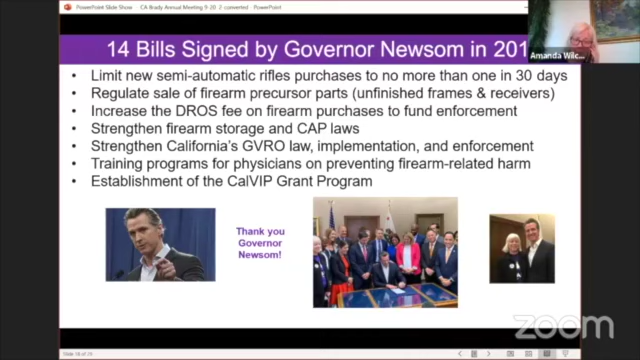 PowerPoint Slide Show - CA Brady Annual Meeting 9-20 2 converted - PowerPoint
Amanda Wilc...
14 Bills Signed by Governor Newsom in 201
• Limit new semi-automatic rifles purchases to no more than one in 30 days
• Regulate sale of firearm precursor parts (unfinished frames & receivers)
• Increase the DROS fee on firearm purchases to fund enforcement
• Strengthen firearm storage and CAP laws
• Strengthen California's GVRO law, implementation, and enforcement
• Training programs for physicians on preventing firearm-related harm
• Establishment of the CalVIP Grant Program
Thank you
Governor
Newsom!
zoom